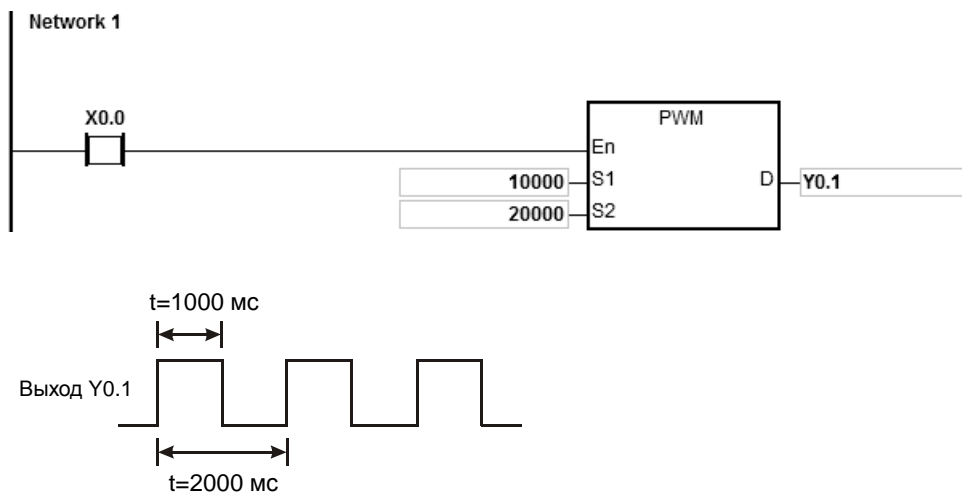 Network 1
X0.0
PWM
En
10000 S1 D Y0.1
20000 S2
t=1000 мс
Выход Y0.1
t=2000 мс